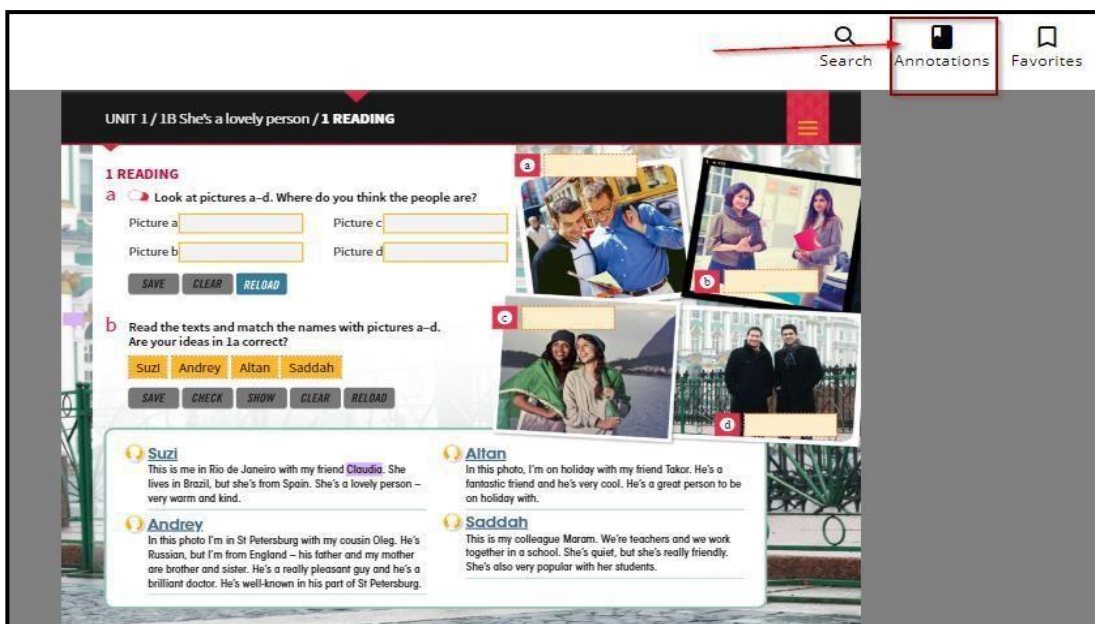 Search Annotations Favorites
UNIT 1 / 1B She's a lovely person / 1 READING
1 READING
a Look at pictures a–d. Where do you think the people are?
Picture a Picture c
Picture b Picture d
SAVE CLEAR RELOAD
b Read the texts and match the names with pictures a–d.
Are your ideas in 1a correct?
Suzi Andrey Altan Saddah
SAVE CHECK SHOW CLEAR RELOAD
a
b
c
d
Suzi
This is me in Rio de Janeiro with my friend Claudia. She
lives in Brazil, but she's from Spain. She's a lovely person –
very warm and kind.
Andrey
In this photo I'm in St Petersburg with my cousin Oleg. He's
Russian, but I'm from England – his father and my mother
are brother and sister. He's a really pleasant guy and he's a
brilliant doctor. He's well-known in his part of St Petersburg.
Altan
In this photo, I'm on holiday with my friend Takor. He's a
fantastic friend and he's very cool. He's a great person to be
on holiday with.
Saddah
This is my colleague Maram. We're teachers and we work
together in a school. She's quiet, but she's really friendly.
She's also very popular with her students.